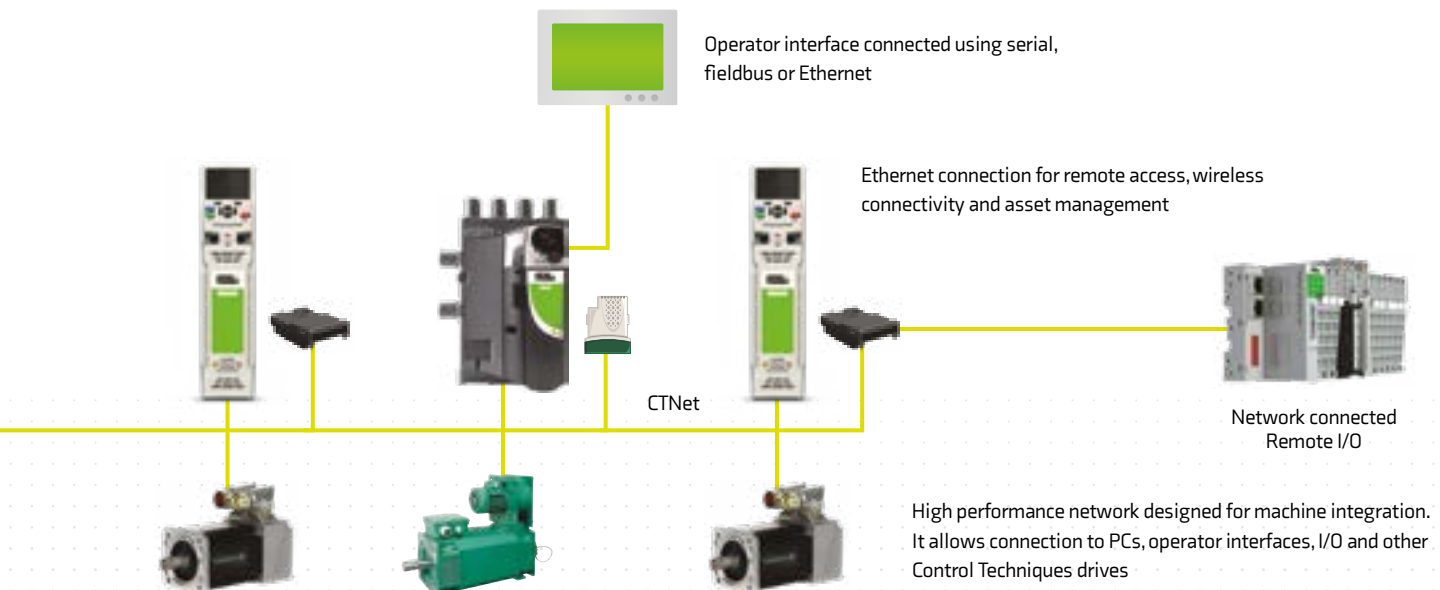 Operator interface connected using serial,
fieldbus or Ethernet
Ethernet connection for remote access, wireless
connectivity and asset management
CTNet
Network connected
Remote I/O
High performance network designed for machine integration.
It allows connection to PCs, operator interfaces, I/O and other
Control Techniques drives